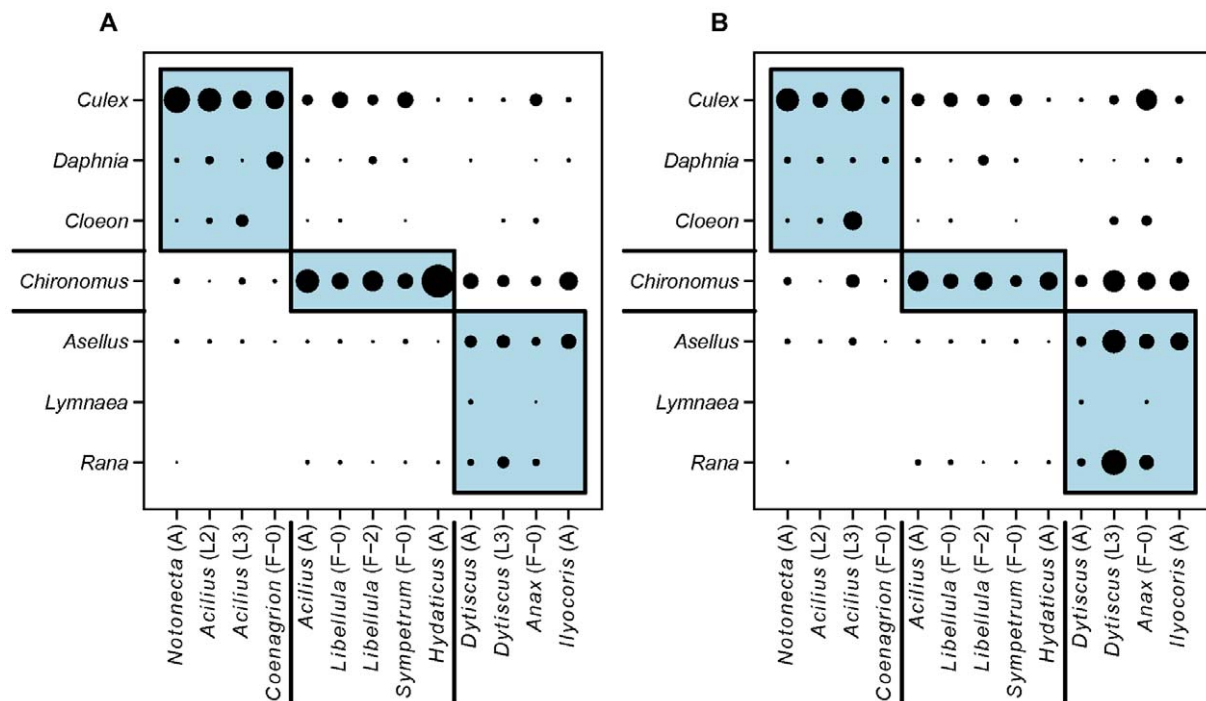 A
Culex
Daphnia
Cloeon
Chironomus
Asellus
Lymnaea
Rana
Notonecta (A)
Acilius (L2)
Acilius (L3)
Coenagrion (F−0)
Acilius (A)
Libellula (F−0)
Libellula (F−2)
Sympetrum (F−0)
Hydaticus (A)
Dytiscus (A)
Dytiscus (L3)
Anax (F−0)
Ilyocoris (A)
B
Culex
Daphnia
Cloeon
Chironomus
Asellus
Lymnaea
Rana
Notonecta (A)
Acilius (L2)
Acilius (L3)
Coenagrion (F−0)
Acilius (A)
Libellula (F−0)
Libellula (F−2)
Sympetrum (F−0)
Hydaticus (A)
Dytiscus (A)
Dytiscus (L3)
Anax (F−0)
Ilyocoris (A)